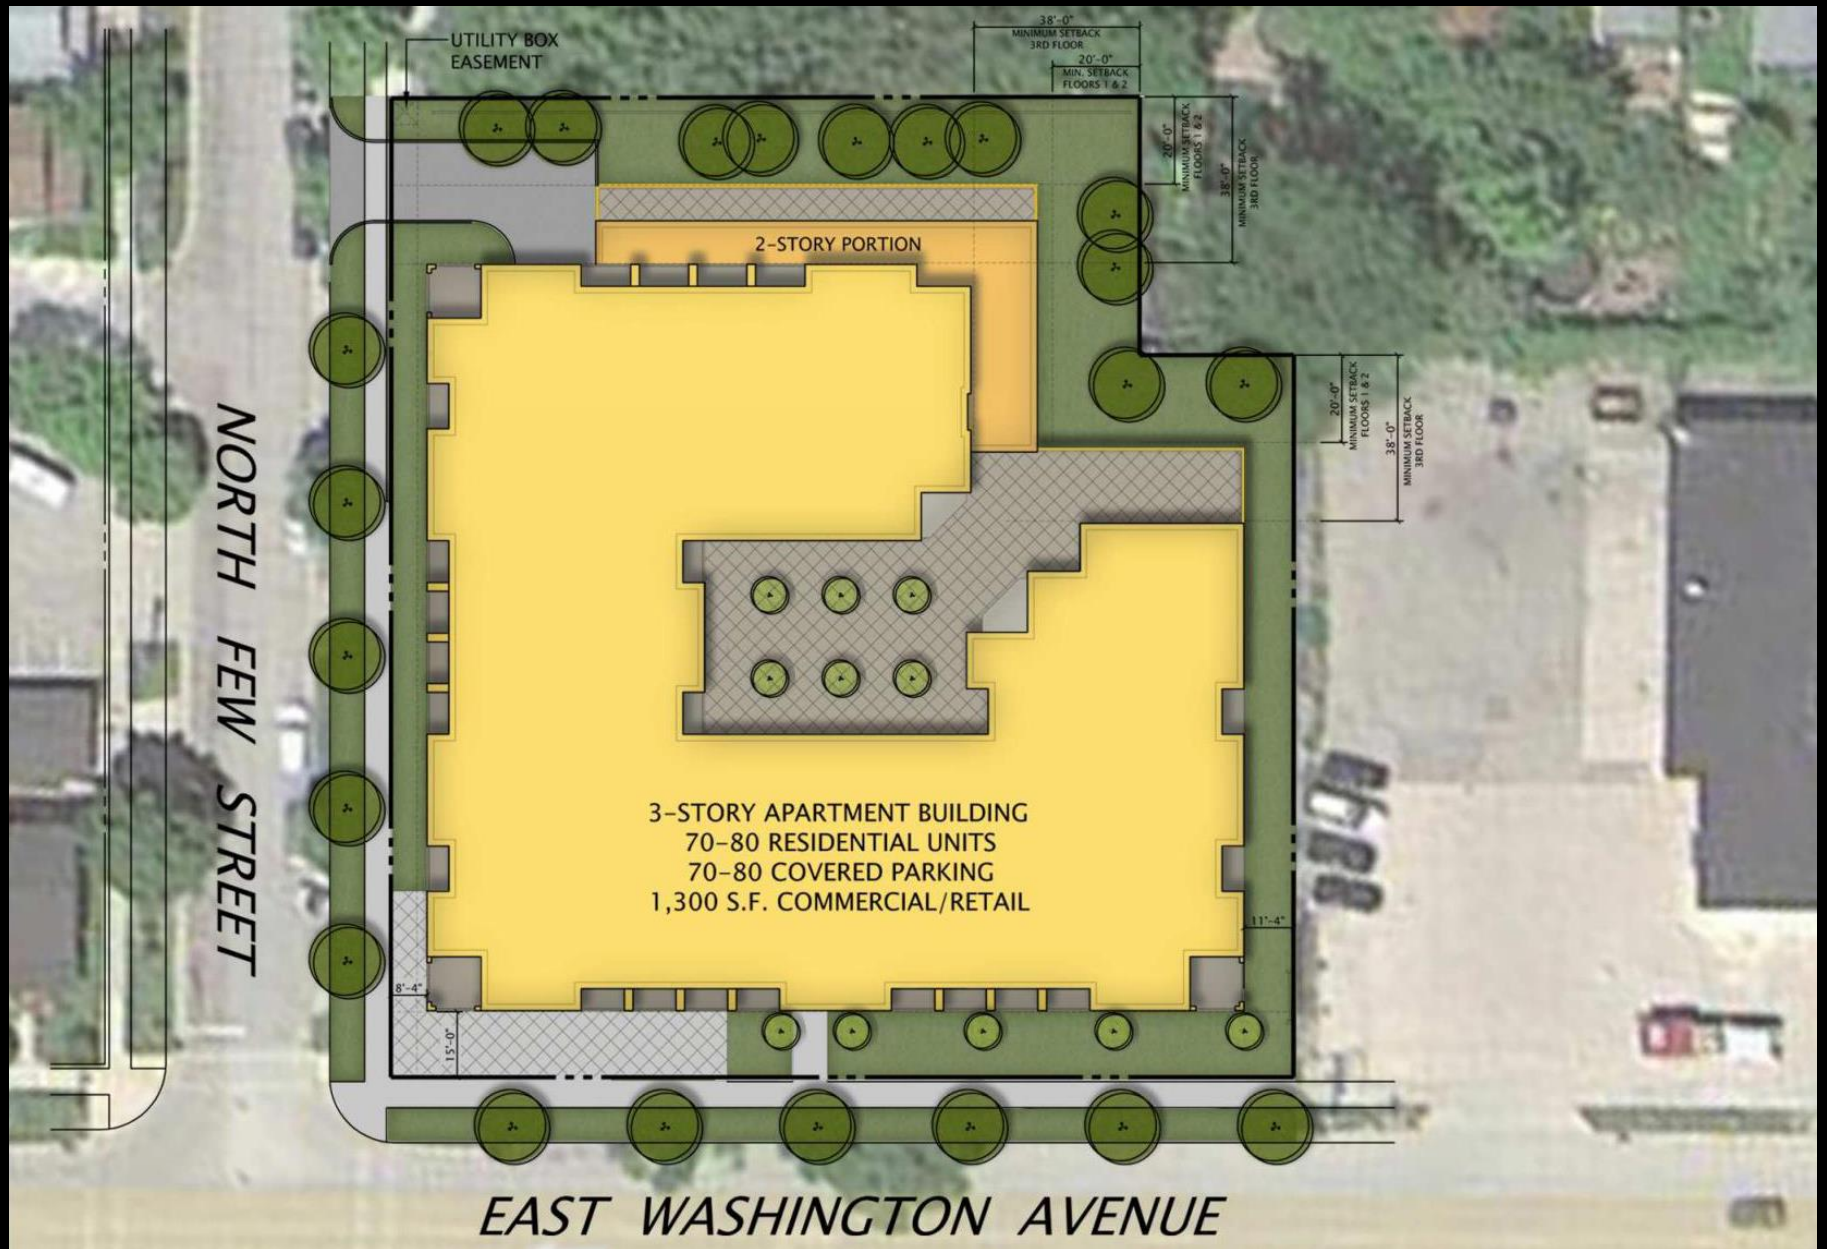 38'-0"
MINIMUM SETBACK
3RD FLOOR
20'-0"
MIN. SETBACK
FLOORS 1 & 2
UTILITY BOX
EASEMENT
20'-0"
MINIMUM SETBACK
FLOORS 1 & 2
38'-0"
MINIMUM SETBACK
3RD FLOOR
2-STORY PORTION
20'-0"
MINIMUM SETBACK
FLOORS 1 & 2
38'-0"
MINIMUM SETBACK
3RD FLOOR
NORTH FEW STREET
3-STORY APARTMENT BUILDING
70-80 RESIDENTIAL UNITS
70-80 COVERED PARKING
1,300 S.F. COMMERCIAL/RETAIL
11'-4"
8'-4"
15'-0"
EAST WASHINGTON AVENUE